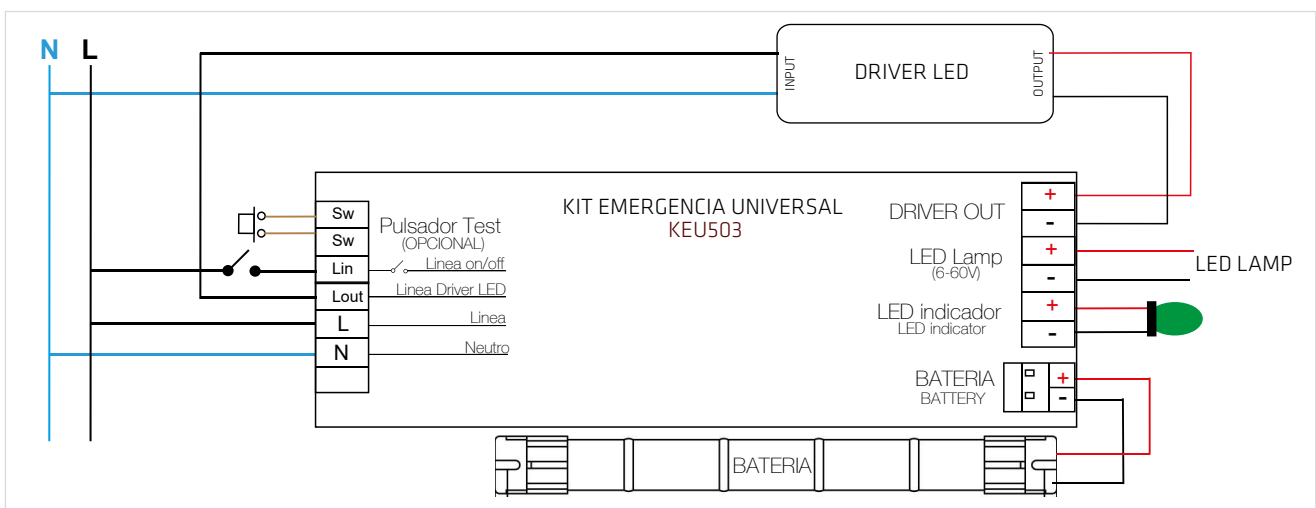 N L
INPUT
DRIVER LED
OUTPUT
KIT EMERGENCIA UNIVERSAL
KEU503
Sw
Sw
Lin
Lout
L
N
Pulsador Test
(OPCIONAL)
Linea on/off
Linea Driver LED
Linea
Neutro
DRIVER OUT
+
-
LED Lamp
(6-60V)
+
-
LED LAMP
LED indicador
LED indicator
+
-
BATERIA
BATTERY
+
-
BATERIA